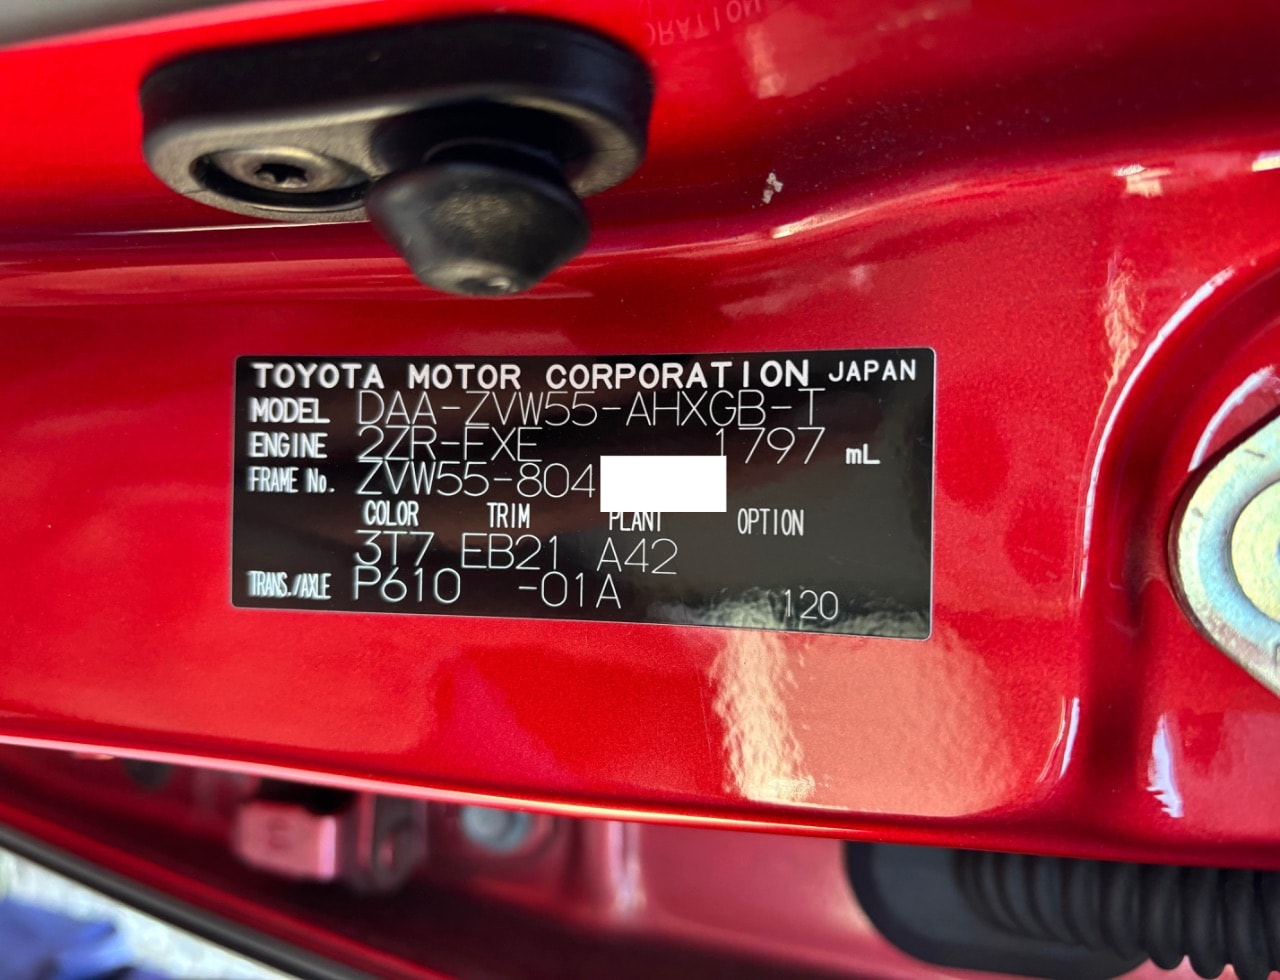 TOYOTA MOTOR CORPORATION JAPAN
MODEL DAA-ZVW55-AHXGB-T
ENGINE 2ZR-FXE 1797 mL
FRAME No. ZVW55-804
COLOR TRIM PLANT OPTION
3T7 EB21 A42
TRANS./AXLE P610 -01A 120